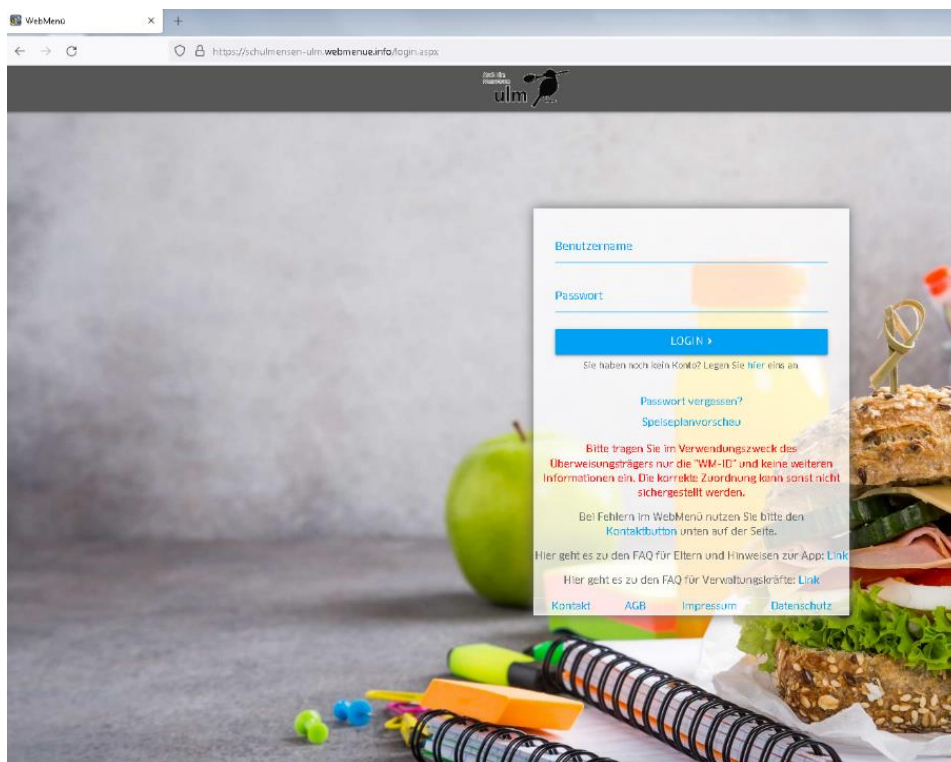 WebMenü
https://schulmensen-ulm.webmenue.info/login.aspx
ulm
Benutzername
Passwort
LOGIN ›
Sie haben noch kein Konto? Legen Sie hier eins an
Passwort vergessen?
Speiseplanvorschau
Bitte tragen Sie im Verwendungszweck des
Überweisungsträgers nur die "WM-ID" und keine weiteren
Informationen ein. Die korrekte Zuordnung kann sonst nicht
sichergestellt werden.
Bei Fehlern im WebMenü nutzen Sie bitte den
Kontaktbutton unten auf der Seite.
Hier geht es zu den FAQ für Eltern und Hinweisen zur App: Link
Hier geht es zu den FAQ für Verwaltungskräfte: Link
Kontakt AGB Impressum Datenschutz